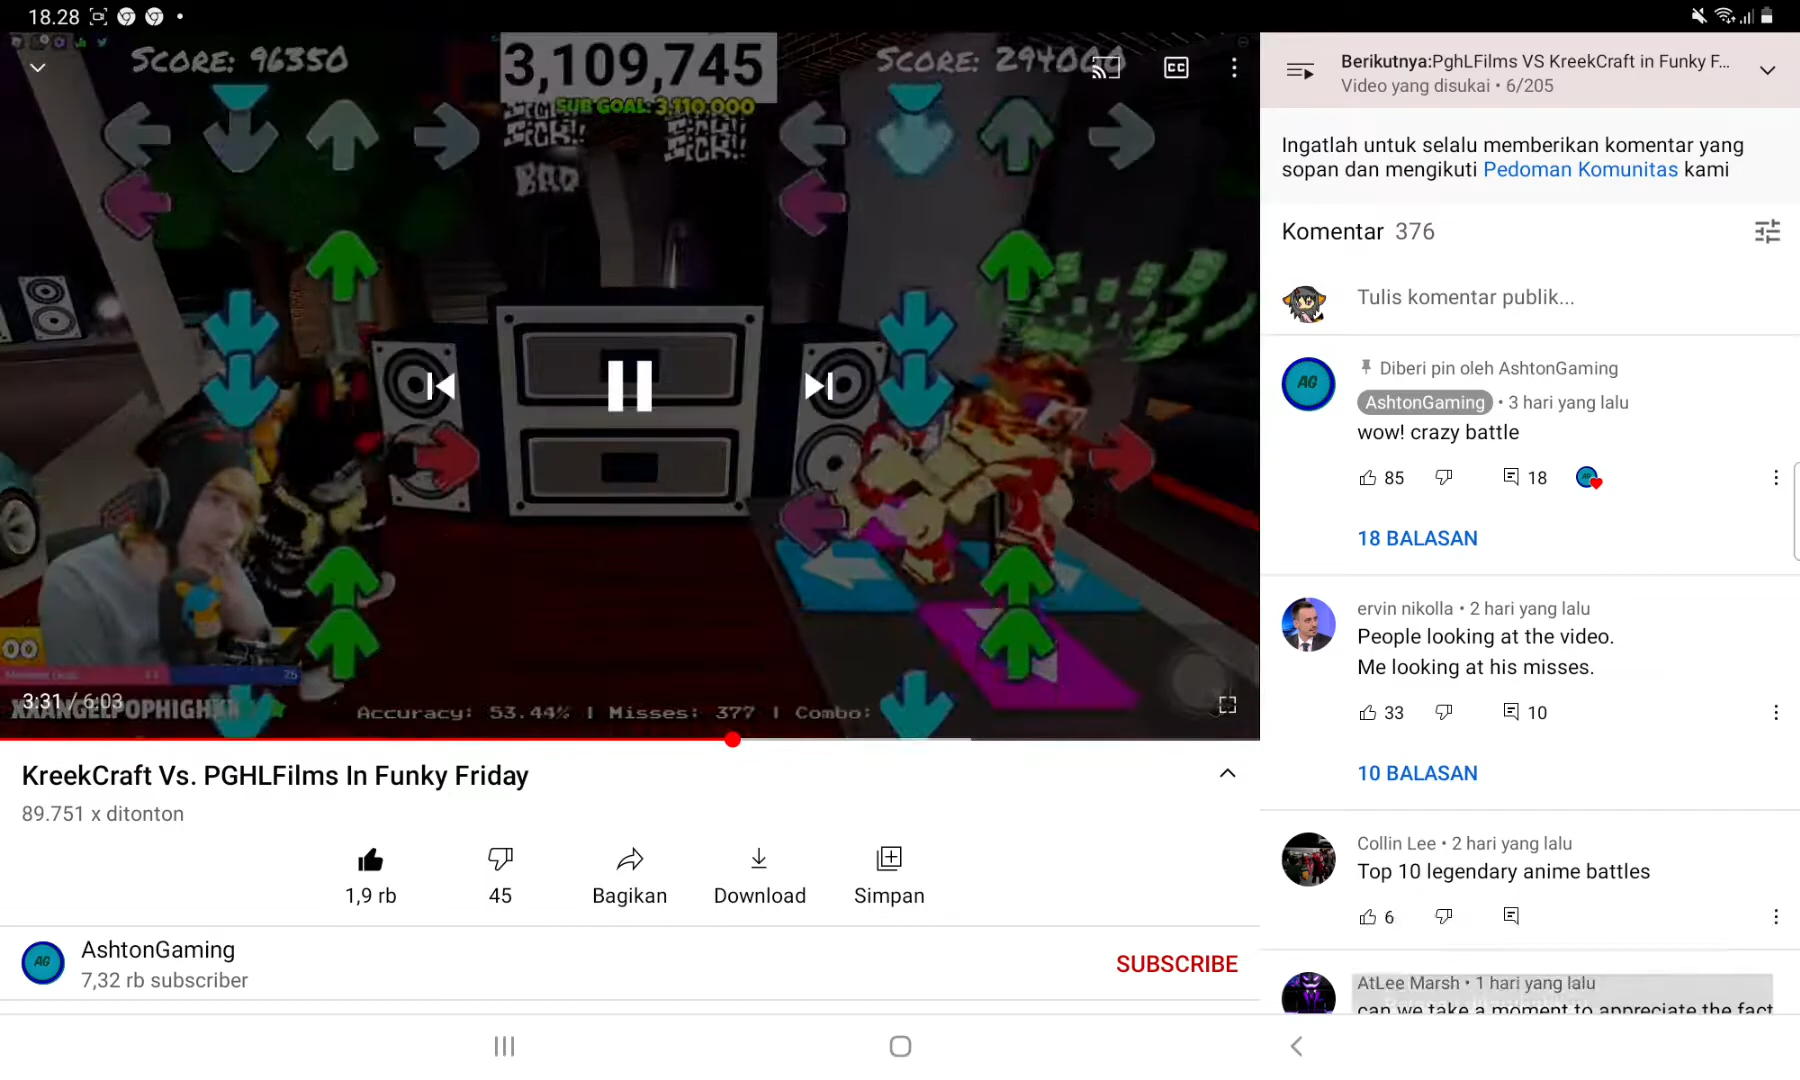 18.28
SCORE: 96350
3,109,745
SUB GOAL: 3,110,000
SCORE: 294000
CC
SICK!!
SICK!!
SICK!!
BAD
3:31 / 6:03
Accuracy: 53.44% | Misses: 377 | Combo:
KreekCraft Vs. PGHLFilms In Funky Friday
89.751 x ditonton
1,9 rb
45
Bagikan
Download
Simpan
AG
AshtonGaming
7,32 rb subscriber
SUBSCRIBE
Berikutnya:PghLFilms VS KreekCraft in Funky F...
Video yang disukai • 6/205
Ingatlah untuk selalu memberikan komentar yang
sopan dan mengikuti Pedoman Komunitas kami
Komentar 376
Tulis komentar publik...
AG
Diberi pin oleh AshtonGaming
AshtonGaming • 3 hari yang lalu
wow! crazy battle
85
18
18 BALASAN
ervin nikolla • 2 hari yang lalu
People looking at the video.
Me looking at his misses.
33
10
10 BALASAN
Collin Lee • 2 hari yang lalu
Top 10 legendary anime battles
6
AtLee Marsh • 1 hari yang lalu
can we take a moment to appreciate the fact